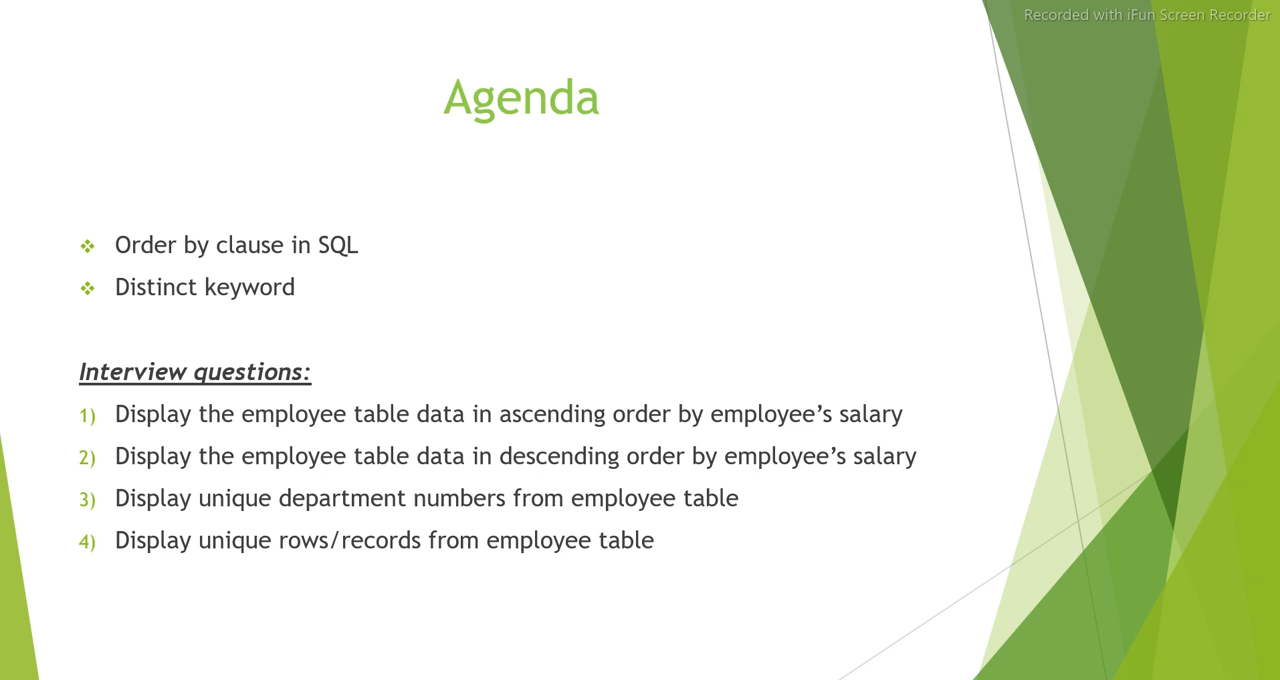 Recorded with iFun Screen Recorder
Agenda
❖ Order by clause in SQL
❖ Distinct keyword
Interview questions:
1) Display the employee table data in ascending order by employee’s salary
2) Display the employee table data in descending order by employee’s salary
3) Display unique department numbers from employee table
4) Display unique rows/records from employee table